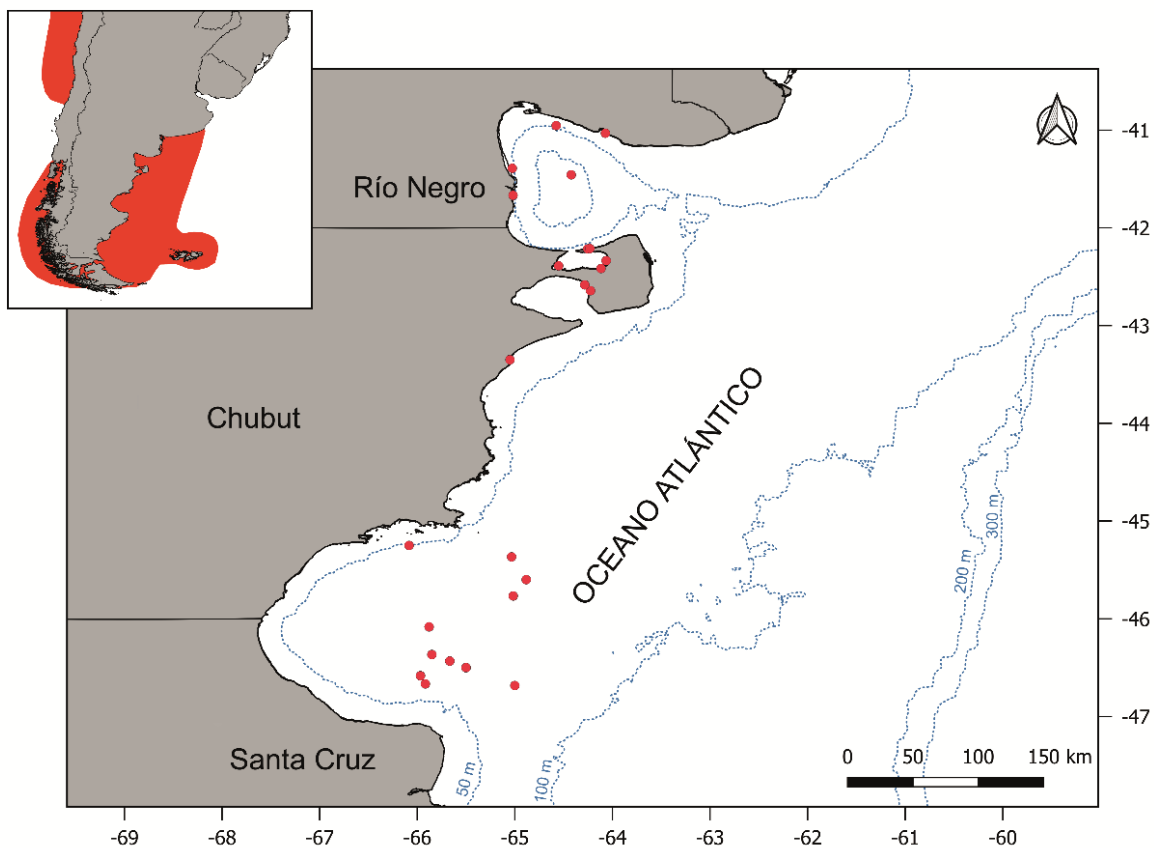 -41
Río Negro
-42
-43
Chubut
-44
OCEANO ATLÁNTICO
-45
200 m
300 m
-46
-47
Santa Cruz
50 m
100 m
0 50 100 150 km
-69 -68 -67 -66 -65 -64 -63 -62 -61 -60